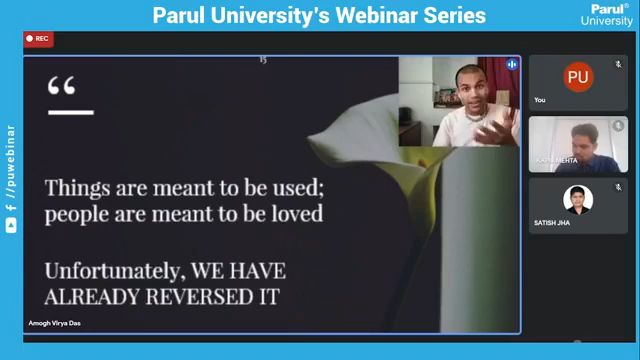 Parul University's Webinar Series
Parul®
University
REC
15
“
Things are meant to be used;
people are meant to be loved
Unfortunately, WE HAVE
ALREADY REVERSED IT
Amogh Virya Das
PU
You
MEHTA
SATISH JHA
//puwebinar